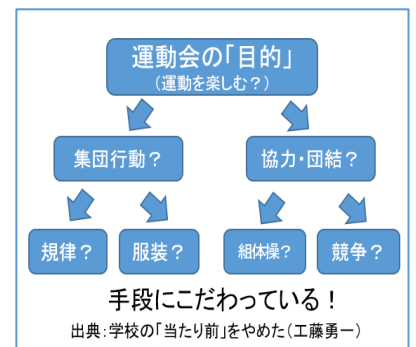 運動会の「目的」
(運動を楽しむ？)
集団行動？
協力・団結？
規律？
服装？
組体操？
競争？
手段にこだわっている！
出典：学校の「当たり前」をやめた(工藤勇一)